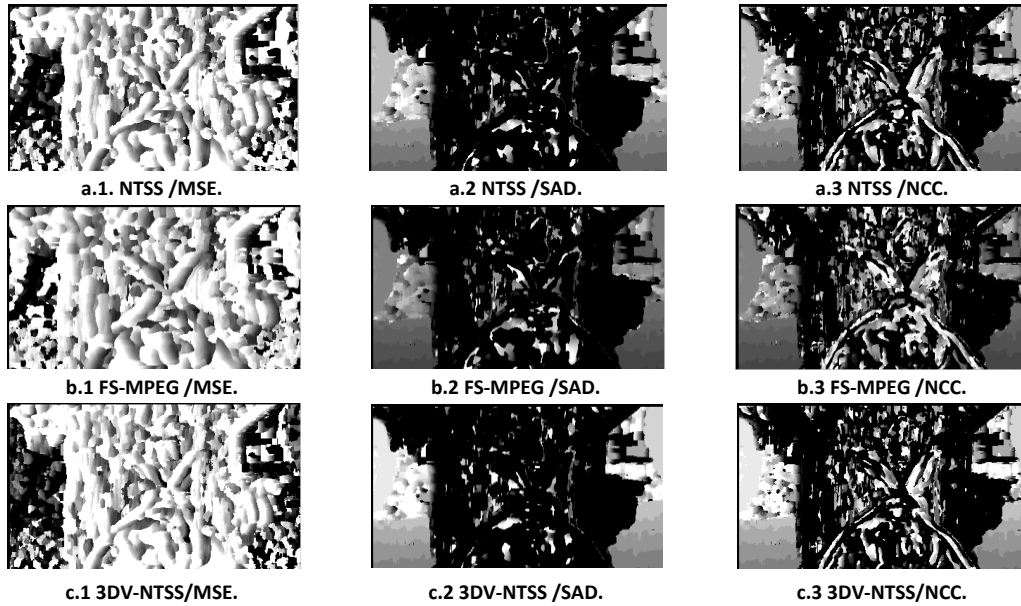 a.1. NTSS /MSE.
a.2 NTSS /SAD.
a.3 NTSS /NCC.
b.1 FS-MPEG /MSE.
b.2 FS-MPEG /SAD.
b.3 FS-MPEG /NCC.
c.1 3DV-NTSS/MSE.
c.2 3DV-NTSS /SAD.
c.3 3DV-NTSS/NCC.